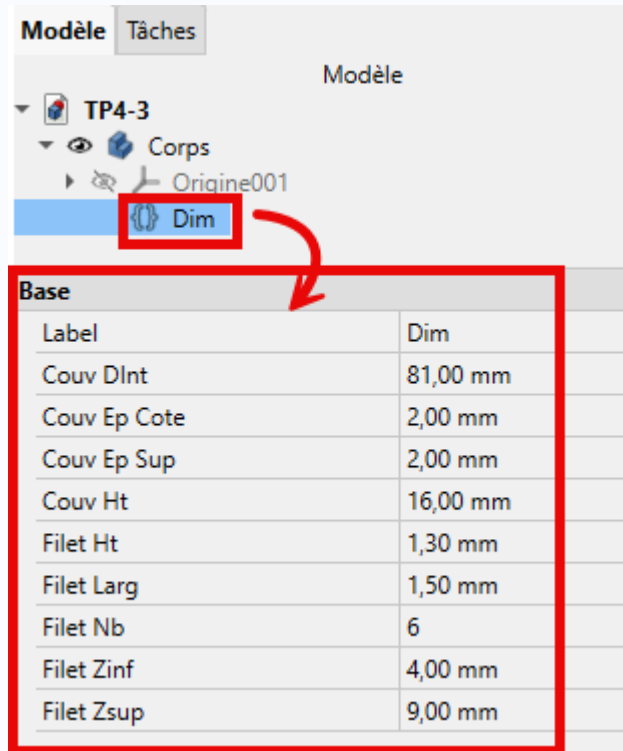 Modèle Tâches
Modèle
TP4-3
Corps
Origine001
Dim
Base
Label Dim
Couv DInt 81,00 mm
Couv Ep Cote 2,00 mm
Couv Ep Sup 2,00 mm
Couv Ht 16,00 mm
Filet Ht 1,30 mm
Filet Larg 1,50 mm
Filet Nb 6
Filet Zinf 4,00 mm
Filet Zsup 9,00 mm